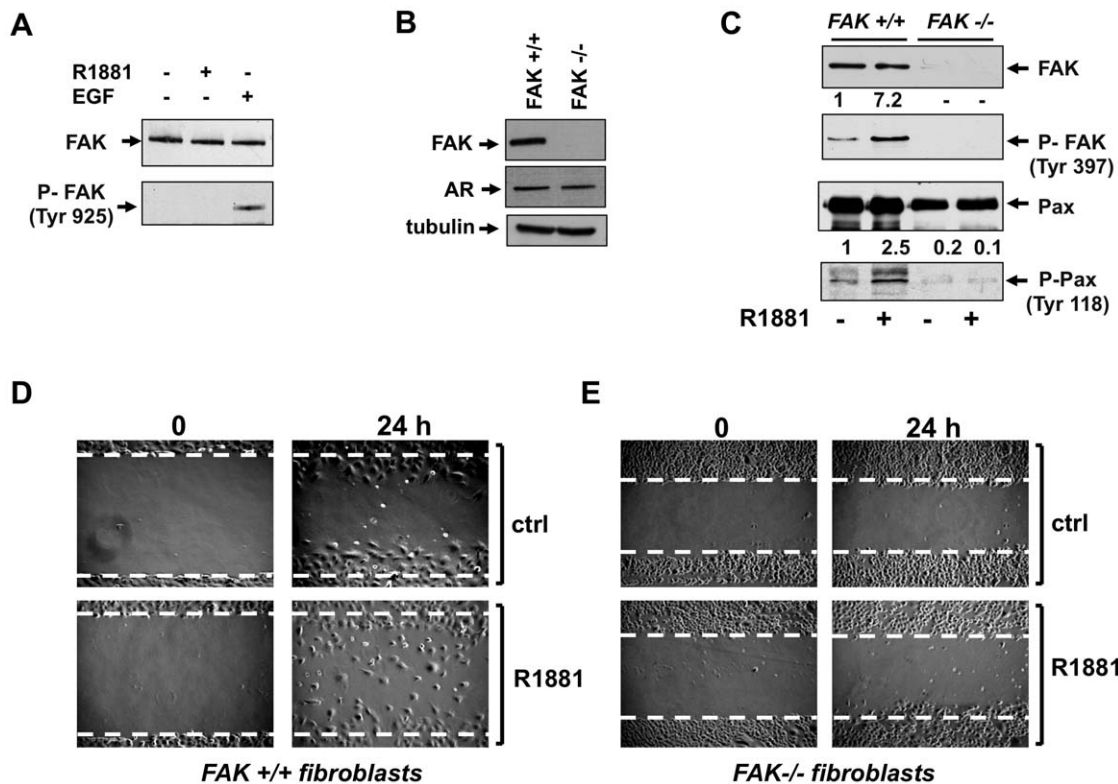 A
R1881 - + -
EGF - - +
FAK
P- FAK
(Tyr 925)
B
FAK +/+
FAK -/-
FAK
AR
tubulin
C
FAK +/+ FAK -/-
FAK
1 7.2 - -
P- FAK
(Tyr 397)
Pax
1 2.5 0.2 0.1
P-Pax
(Tyr 118)
R1881 - + - +
D
0 24 h
ctrl
R1881
FAK +/+ fibroblasts
E
0 24 h
ctrl
R1881
FAK-/- fibroblasts